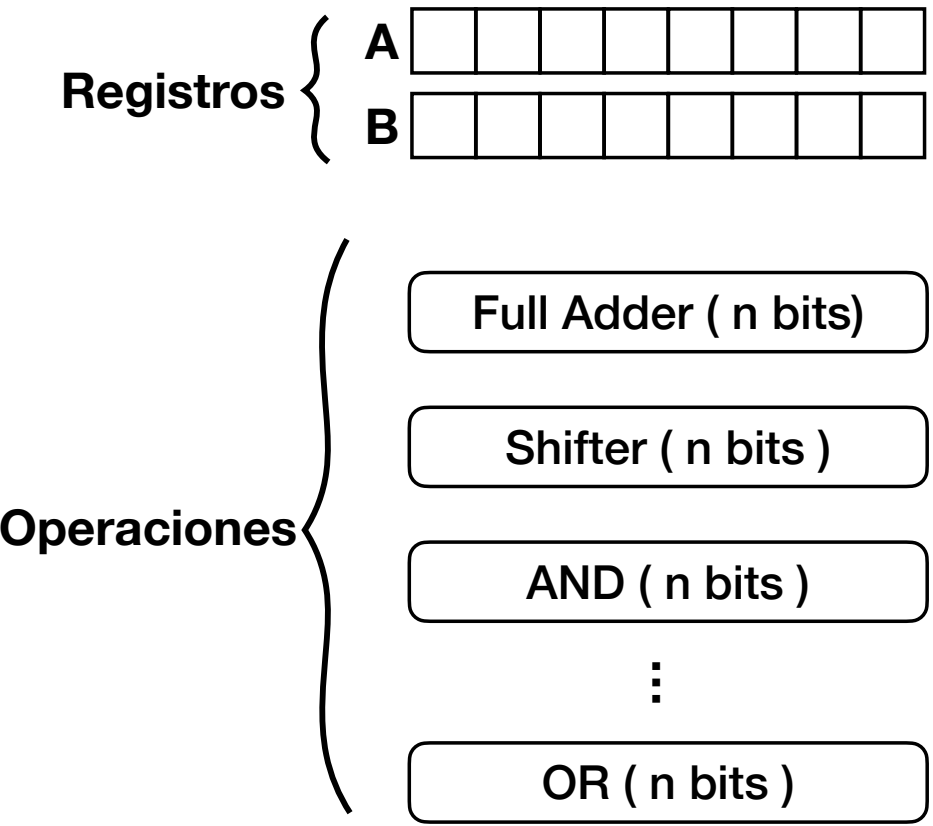 A
Registros
B
Full Adder ( n bits)
Shifter ( n bits )
Operaciones
AND ( n bits )
⋮
OR ( n bits )